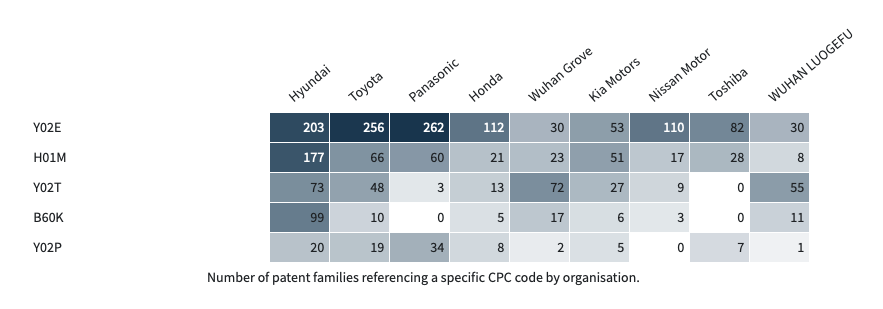 Hyundai Toyota Panasonic Honda Wuhan Grove Kia Motors Nissan Motor Toshiba WUHAN LUOGEFU
Y02E 203 256 262 112 30 53 110 82 30
H01M 177 66 60 21 23 51 17 28 8
Y02T 73 48 3 13 72 27 9 0 55
B60K 99 10 0 5 17 6 3 0 11
Y02P 20 19 34 8 2 5 0 7 1
Number of patent families referencing a specific CPC code by organisation.